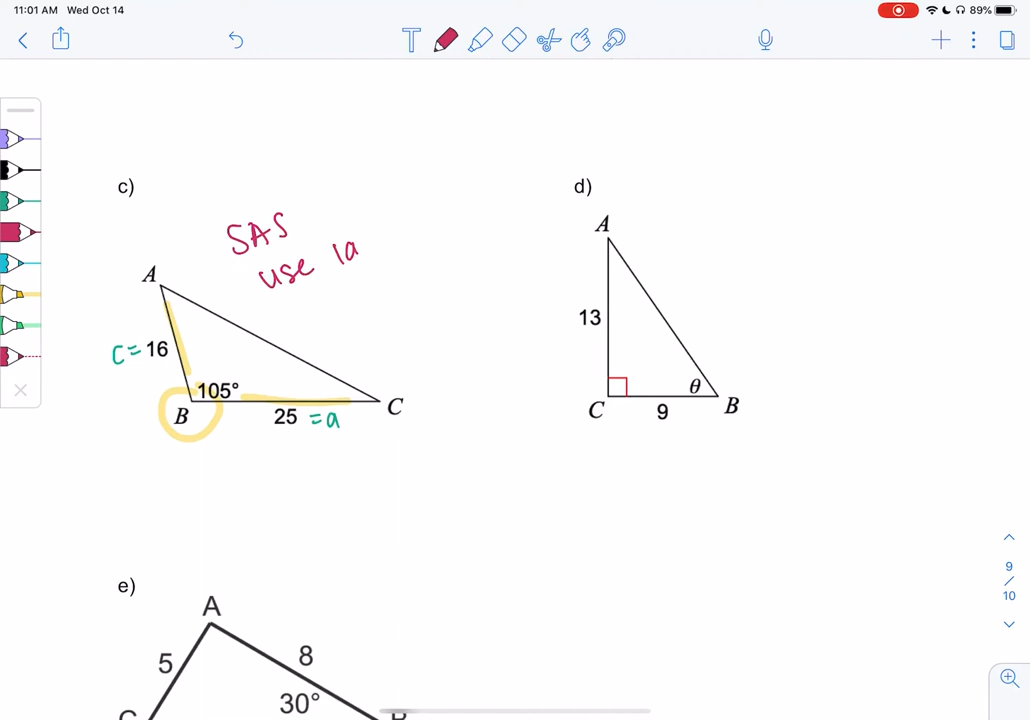 11:01 AM Wed Oct 14
89%
T
c)
d)
SAS
use 1a
A
A
c= 16
13
105°
θ
B
25 = a
C
C
9
B
9
/
10
e)
A
5
8
30°